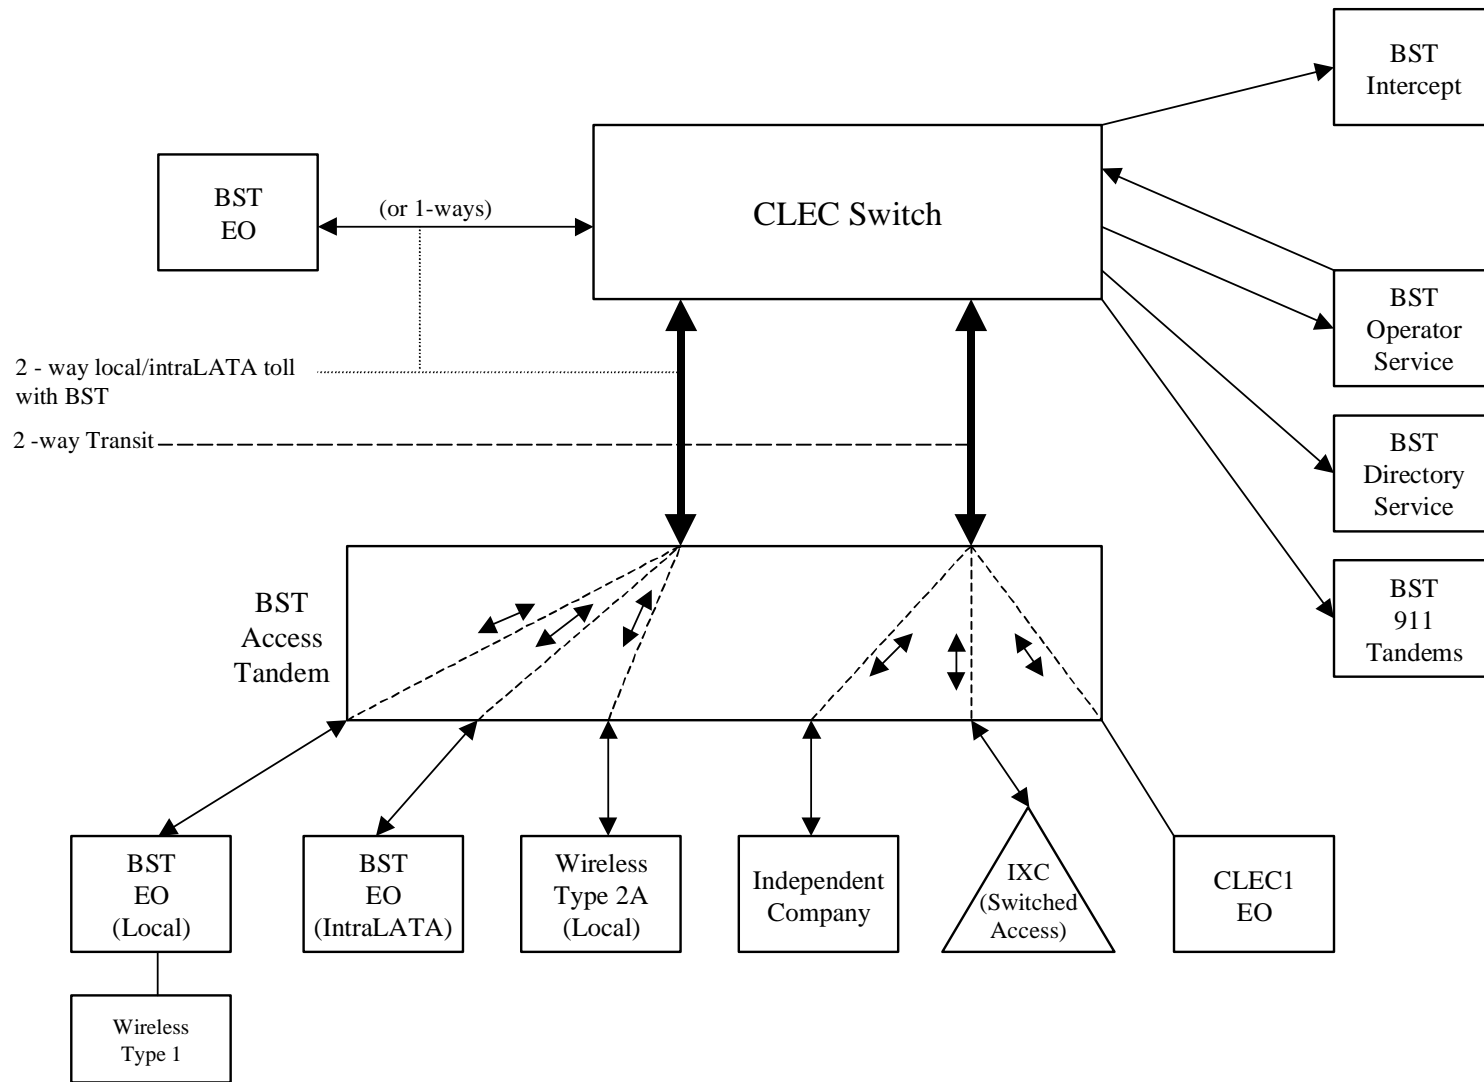 BST
Intercept
CLEC Switch
BST
EO
(or 1-ways)
BST
Operator
Service
2 - way local/intraLATA toll
with BST
2 -way Transit
BST
Directory
Service
BST
911
Tandems
BST
Access
Tandem
BST
EO
(Local)
BST
EO
(IntraLATA)
Wireless
Type 2A
(Local)
Independent
Company
IXC
(Switched
Access)
CLEC1
EO
Wireless
Type 1